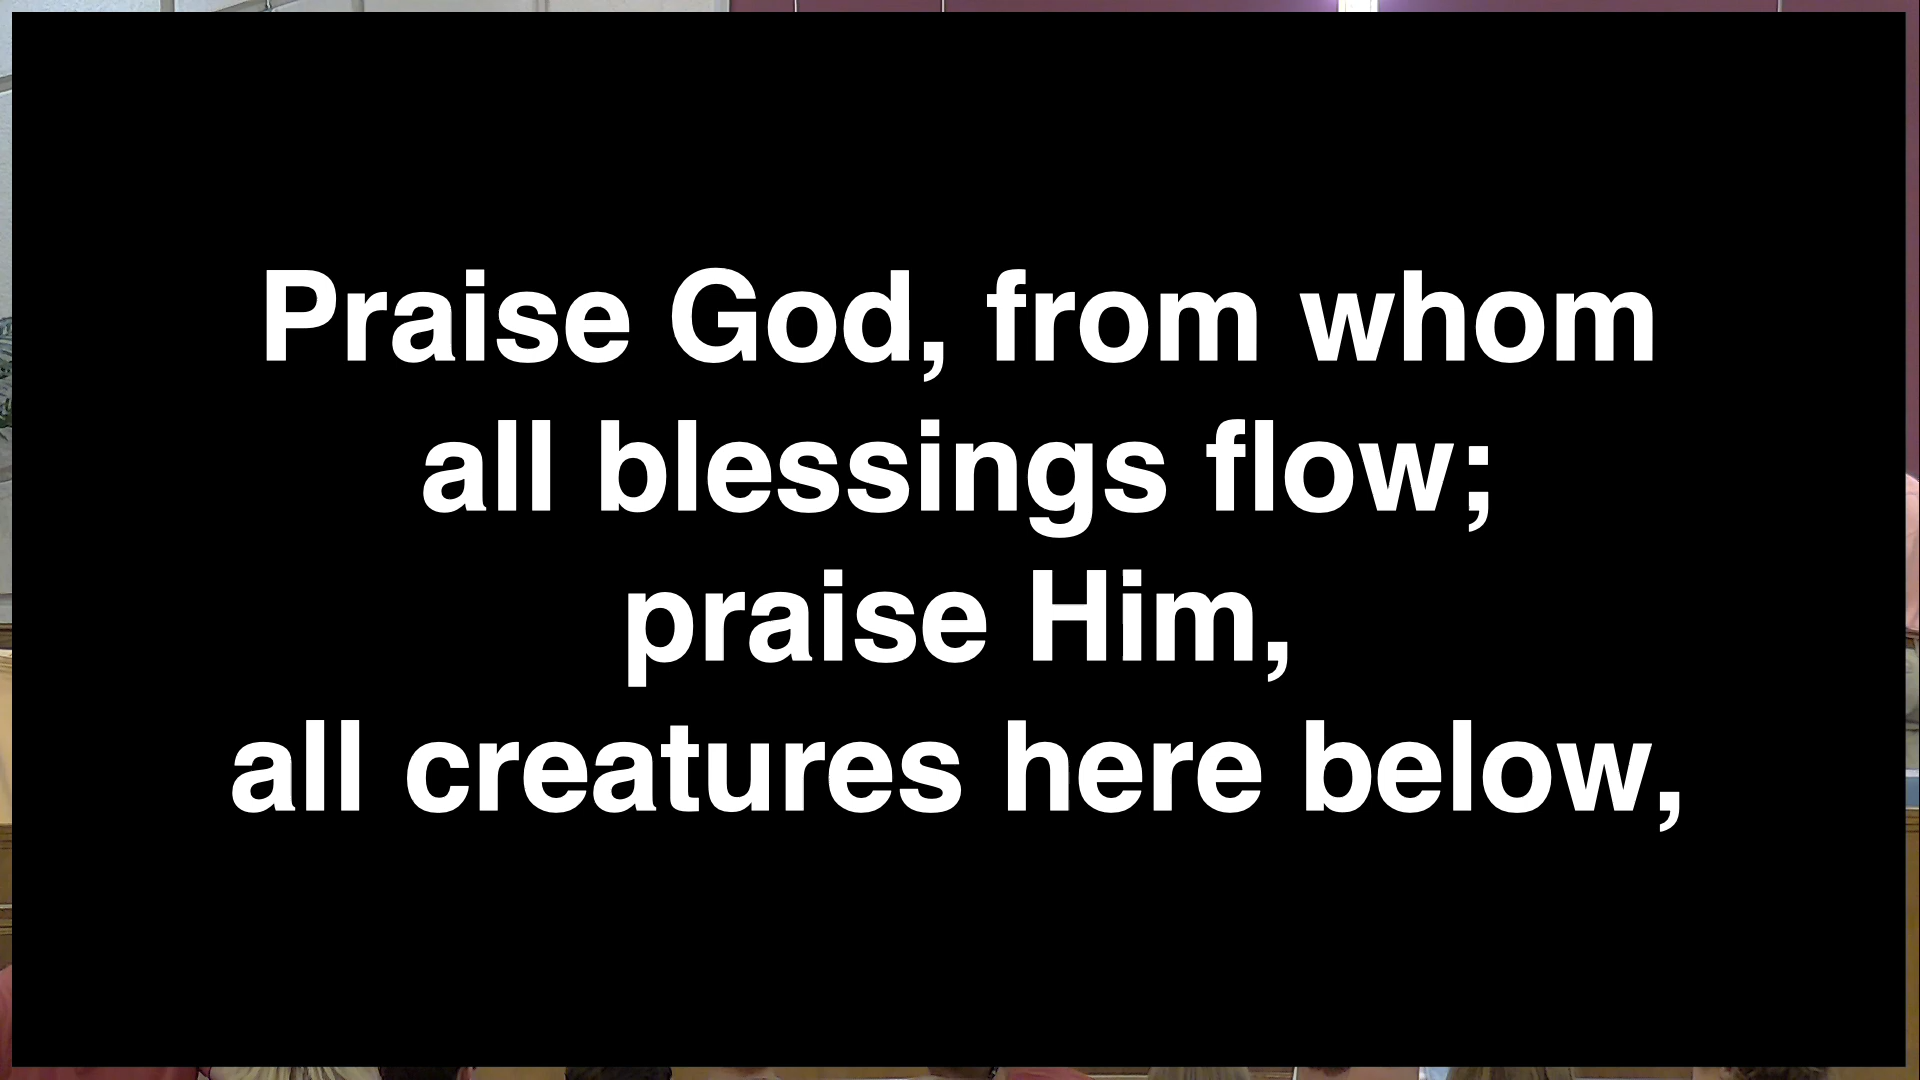 Praise God, from whom
all blessings flow;
praise Him,
all creatures here below,